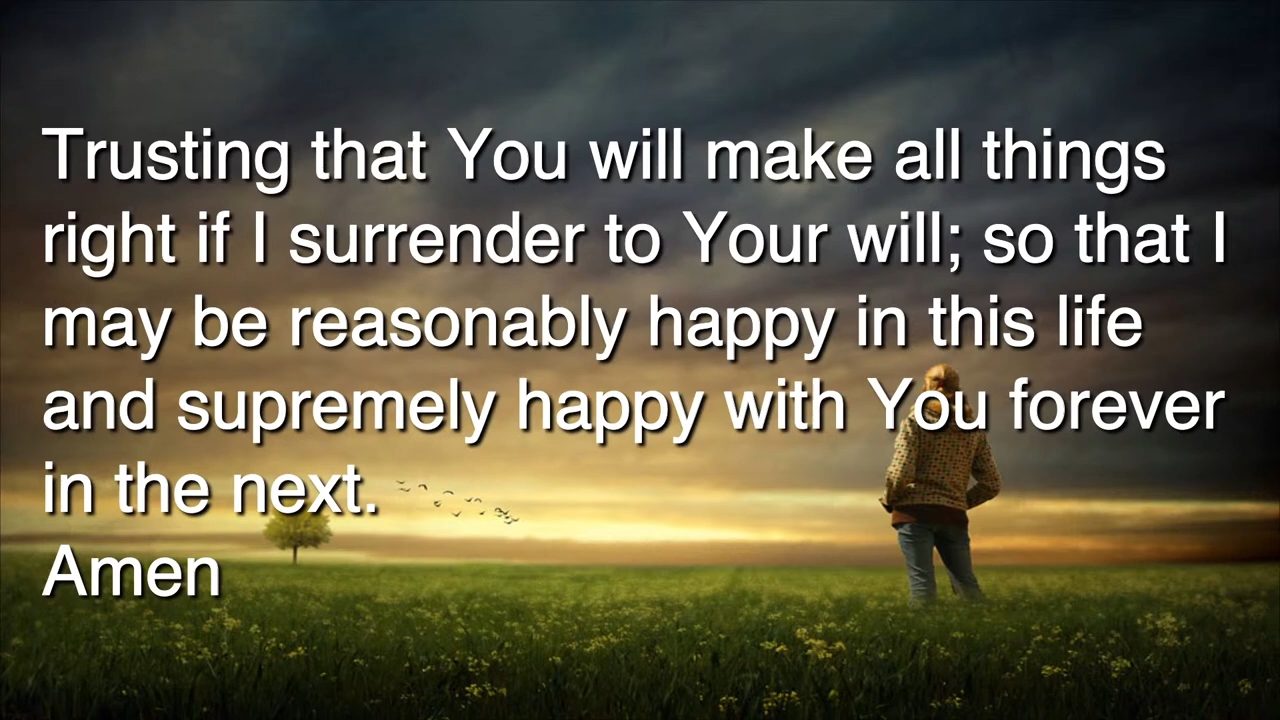 Trusting that You will make all things
right if I surrender to Your will; so that I
may be reasonably happy in this life
and supremely happy with You forever
in the next.
Amen